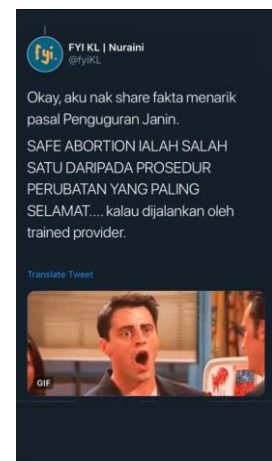 fyi.
FYI KL | Nuraini
@fyiKL
Okay, aku nak share fakta menarik
pasal Pengguguran Janin.
SAFE ABORTION IALAH SALAH
SATU DARIPADA PROSEDUR
PERUBATAN YANG PALING
SELAMAT.... kalau dijalankan oleh
trained provider.
Translate Tweet
GIF